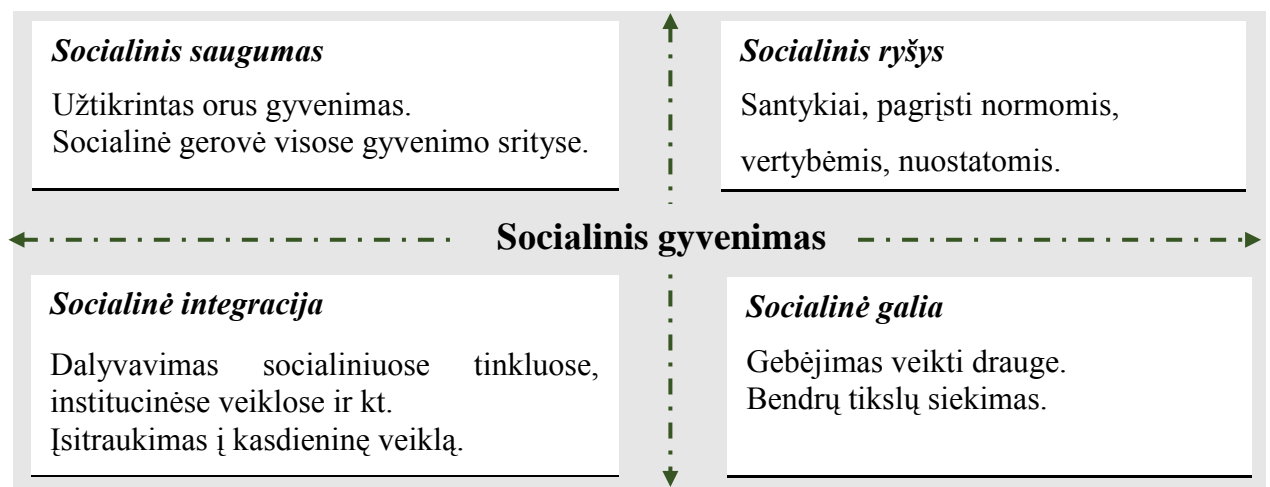 Socialinis saugumas
Užtikrintas orus gyvenimas.
Socialinė gerovė visose gyvenimo srityse.
Socialinis ryšys
Santykiai, pagrįsti normomis,
vertybėmis, nuostatomis.
Socialinis gyvenimas
Socialinė integracija
Dalyvavimas socialiniuose tinkluose,
institucinėse veiklose ir kt.
Įsitraukimas į kasdieninę veiklą.
Socialinė galia
Gebėjimas veikti drauge.
Bendrų tikslų siekimas.